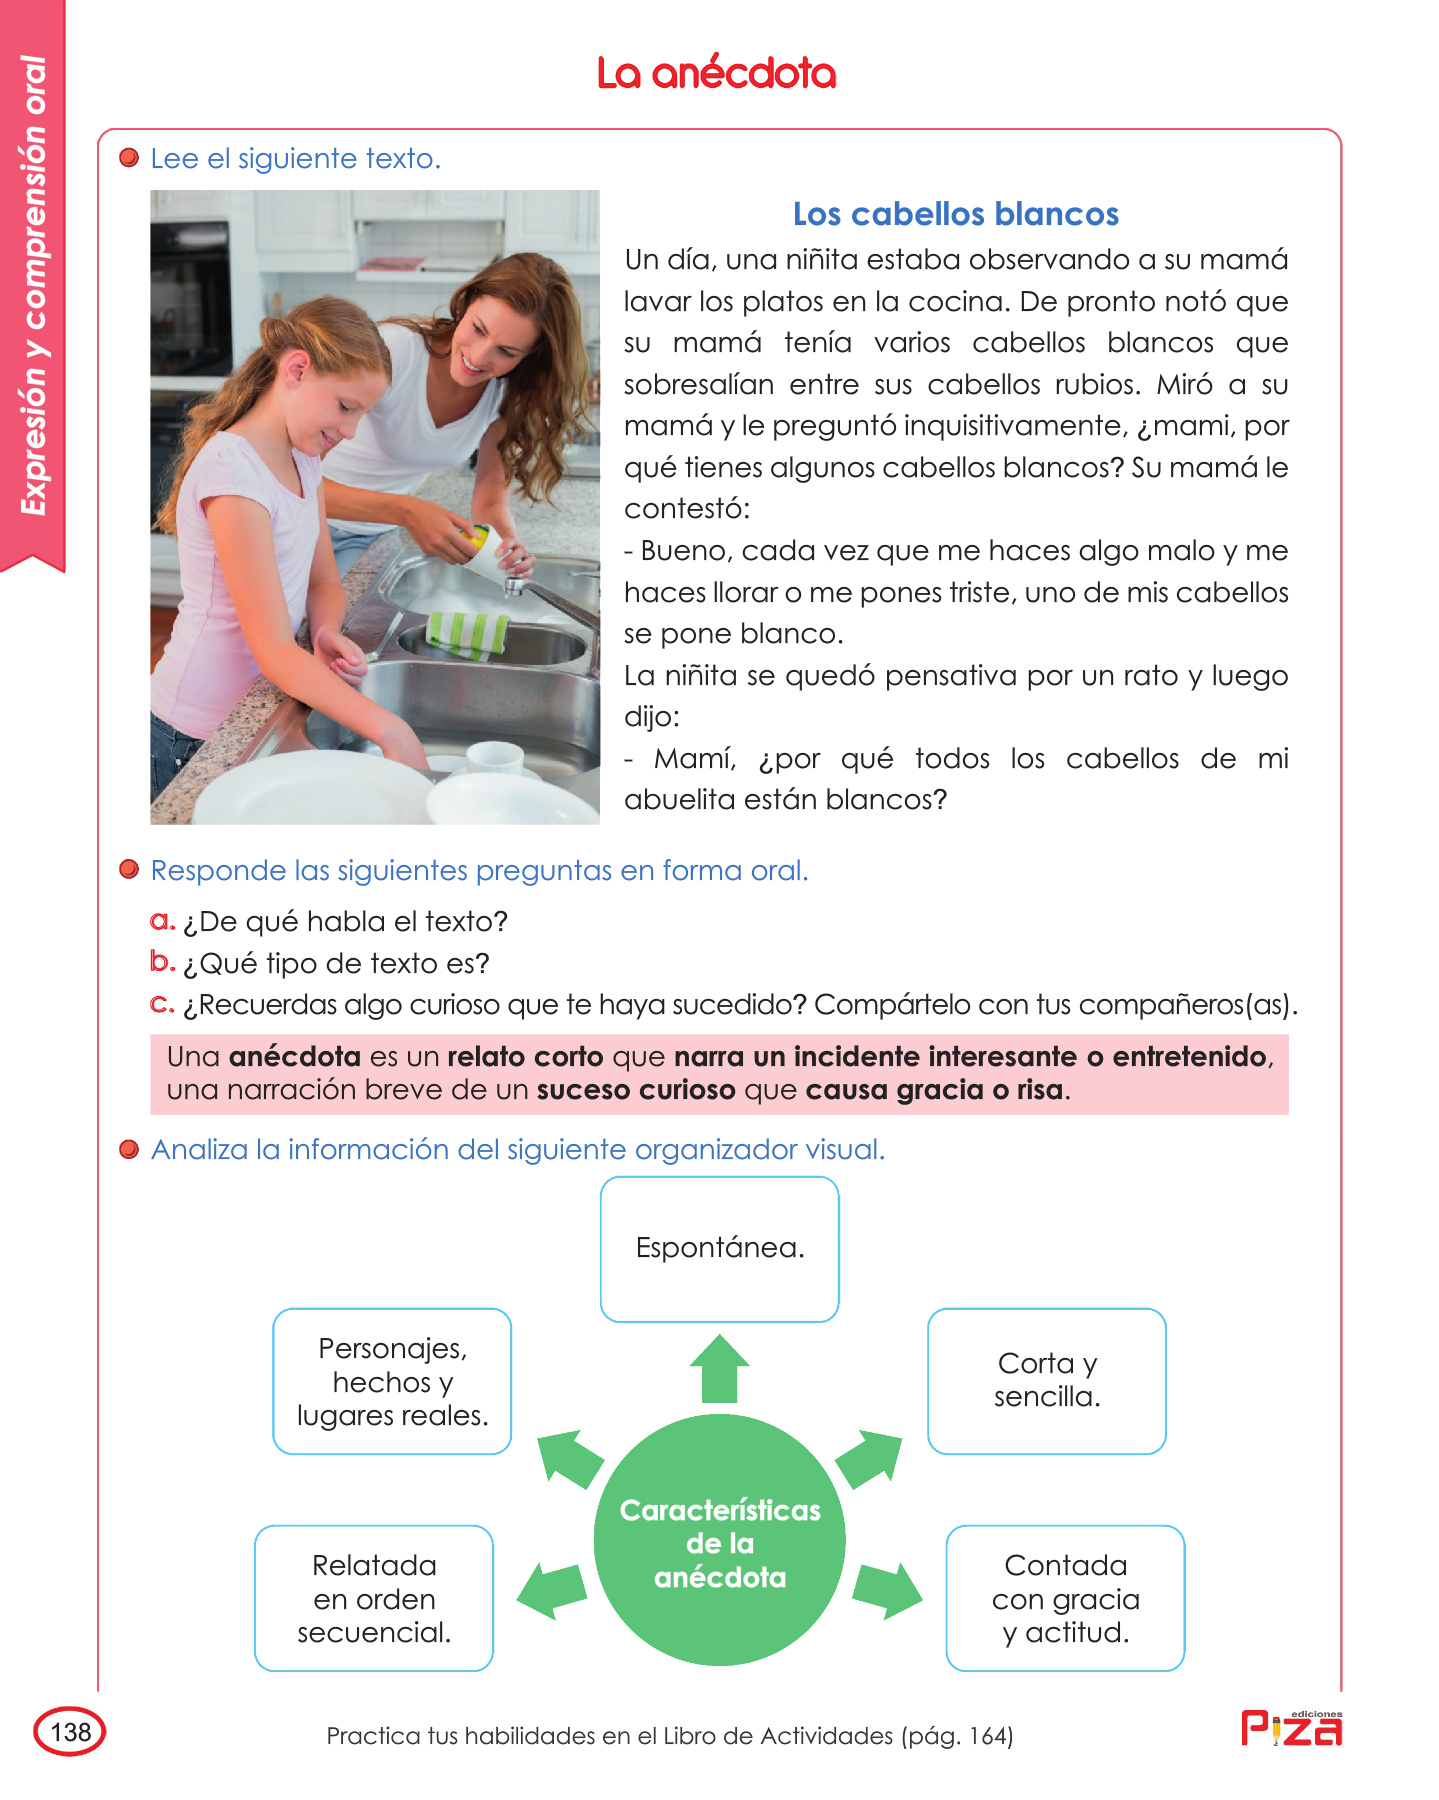 Expresión y comprensión oral
La anécdota
Lee el siguiente texto.
Los cabellos blancos
Un día, una niñita estaba observando a su mamá
lavar los platos en la cocina. De pronto notó que
su mamá tenía varios cabellos blancos que
sobresalían entre sus cabellos rubios. Miró a su
mamá y le preguntó inquisitivamente, ¿mami, por
qué tienes algunos cabellos blancos? Su mamá le
contestó:
- Bueno, cada vez que me haces algo malo y me
haces llorar o me pones triste, uno de mis cabellos
se pone blanco.
La niñita se quedó pensativa por un rato y luego
dijo:
- Mamí, ¿por qué todos los cabellos de mi
abuelita están blancos?
Responde las siguientes preguntas en forma oral.
a. ¿De qué habla el texto?
b. ¿Qué tipo de texto es?
c. ¿Recuerdas algo curioso que te haya sucedido? Compártelo con tus compañeros(as).
Una anécdota es un relato corto que narra un incidente interesante o entretenido,
una narración breve de un suceso curioso que causa gracia o risa.
Analiza la información del siguiente organizador visual.
Espontánea.
Personajes,
hechos y
lugares reales.
Corta y
sencilla.
Características
de la
anécdota
Relatada
en orden
secuencial.
Contada
con gracia
y actitud.
138
Practica tus habilidades en el Libro de Actividades (pág. 164)
ediciones
Piza